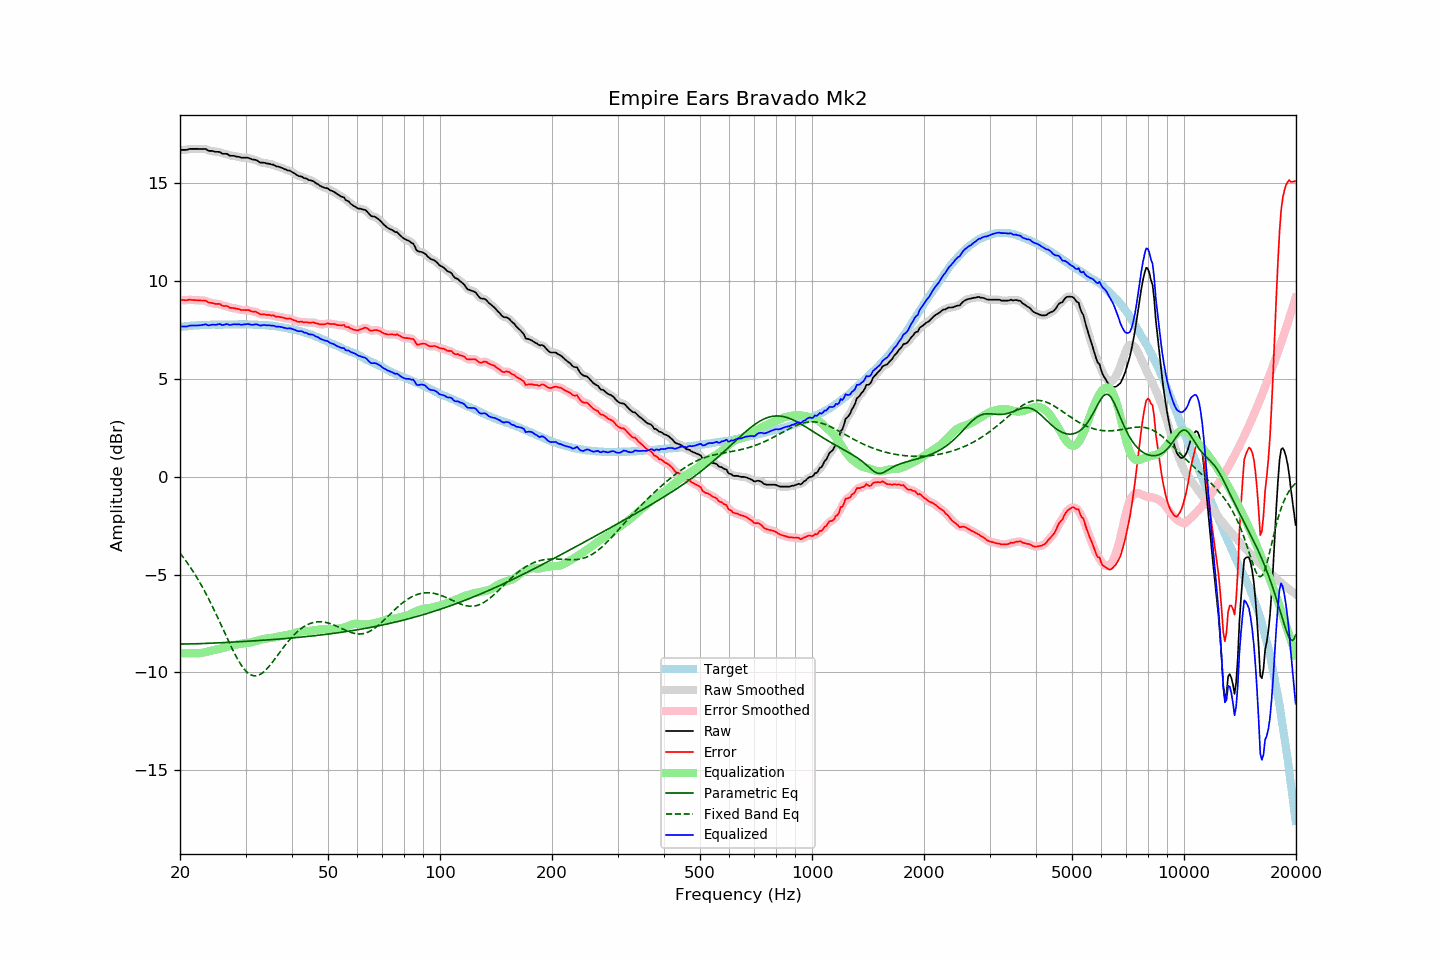 Empire Ears Bravado Mk2
Amplitude (dBr)
15
10
5
0
−5
−10
−15
Target
Raw Smoothed
Error Smoothed
Raw
Error
Equalization
Parametric Eq
Fixed Band Eq
Equalized
20 50 100 200 500 1000 2000 5000 10000 20000
Frequency (Hz)